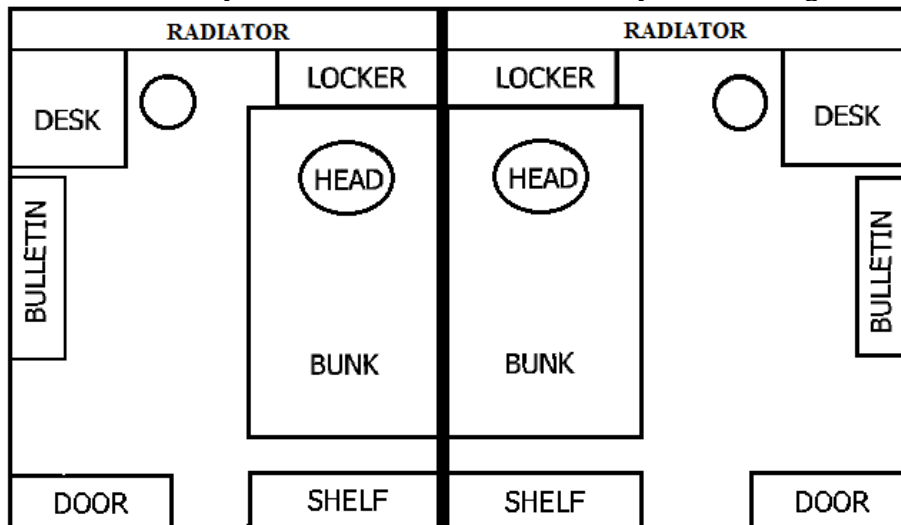 RADIATOR RADIATOR
LOCKER LOCKER
DESK DESK
HEAD HEAD
BULLETIN BULLETIN
BUNK BUNK
DOOR SHELF SHELF DOOR